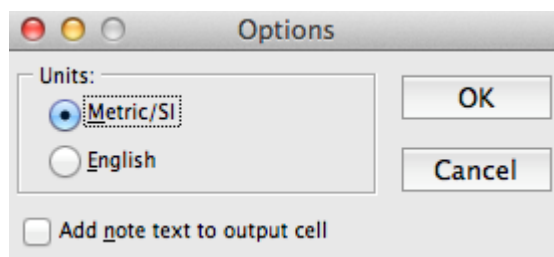 Options
Units:
Metric/SI
English
OK
Cancel
Add note text to output cell